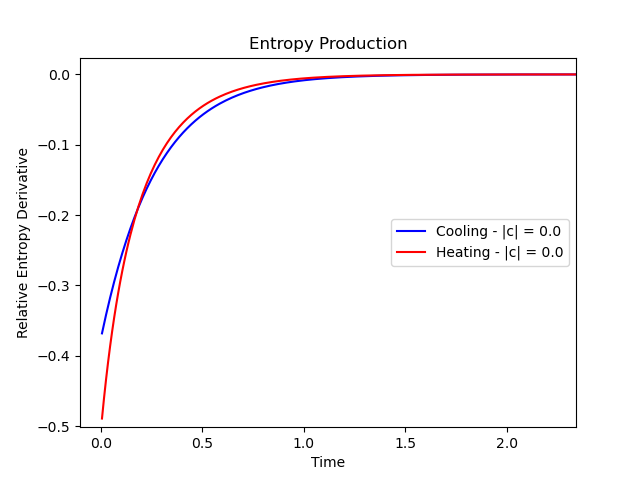 Entropy Production
Relative Entropy Derivative
0.0
−0.1
−0.2
−0.3
−0.4
−0.5
Cooling - |c| = 0.0
Heating - |c| = 0.0
0.0
0.5
1.0
1.5
2.0
Time